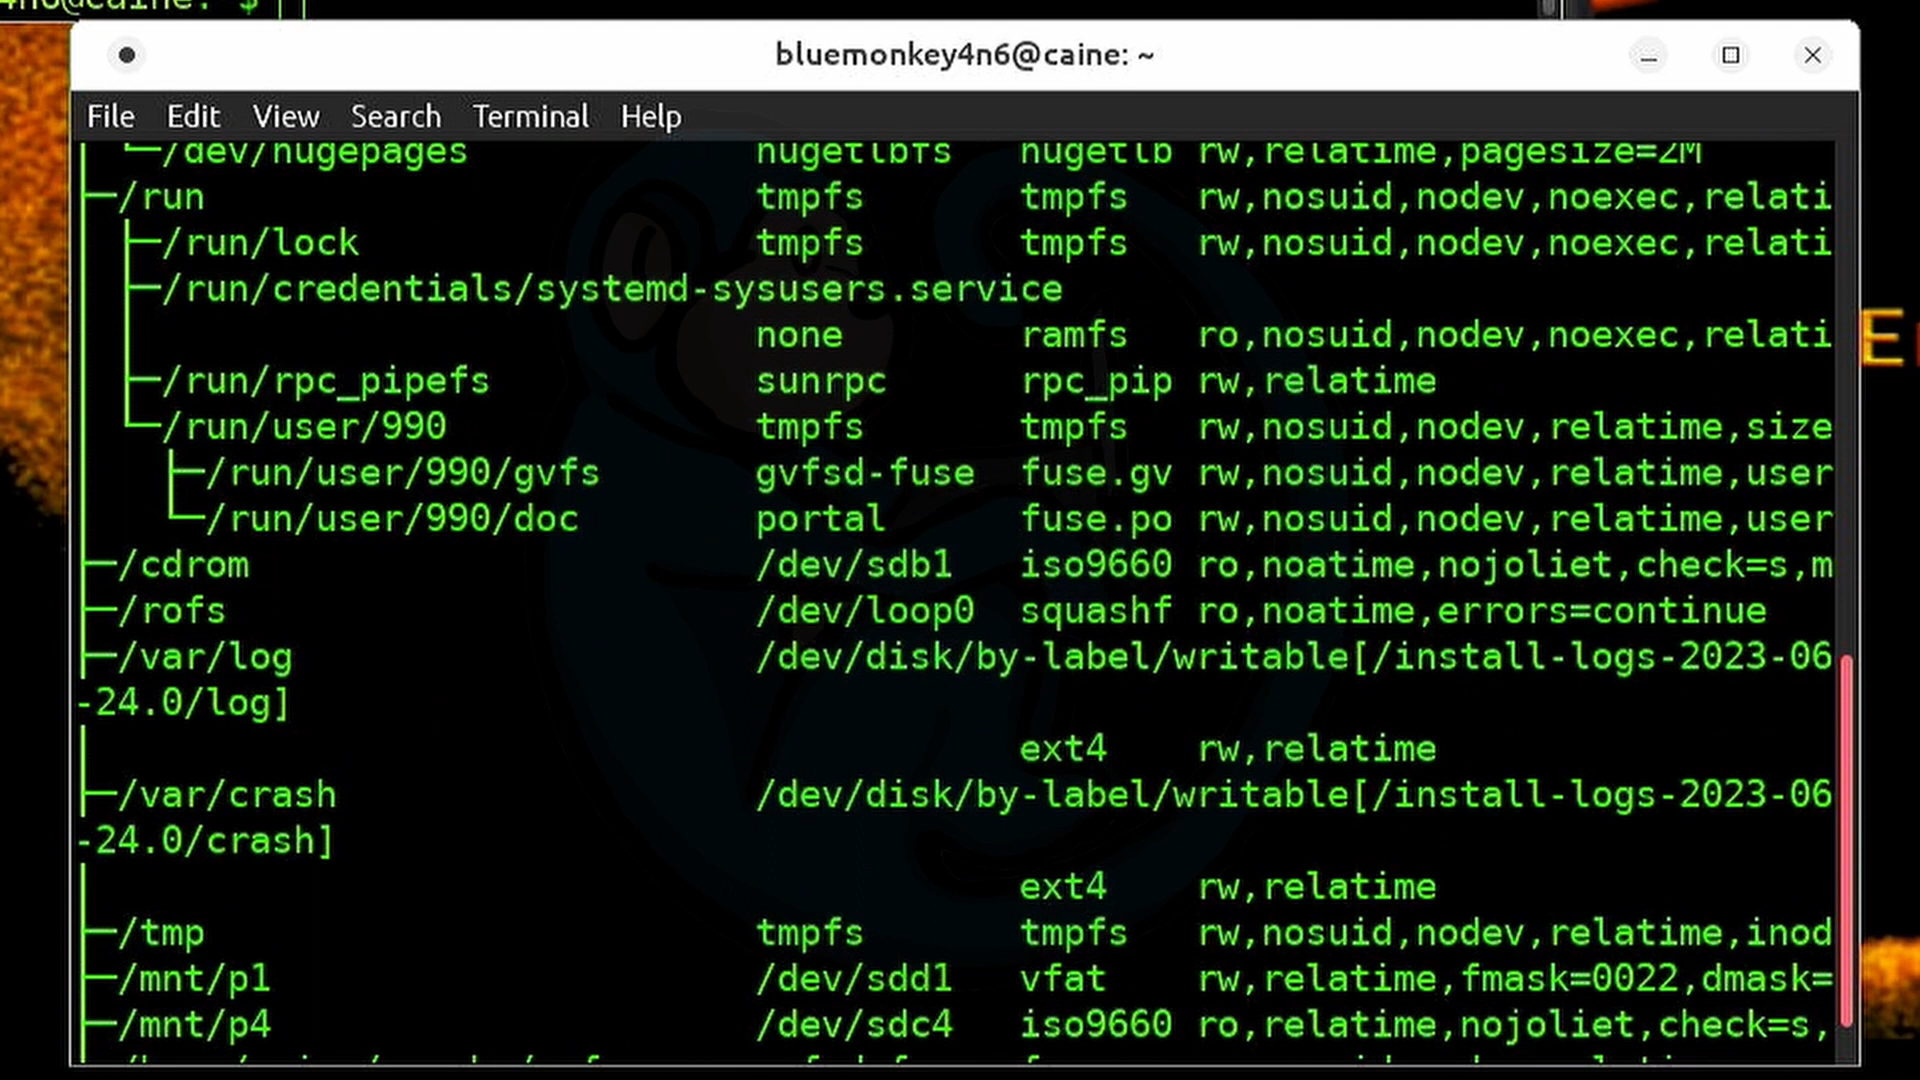 4n6@caine: $
bluemonkey4n6@caine: ~
File Edit View Search Terminal Help
└─/dev/hugepages hugetlbfs hugetlb rw,relatime,pagesize=2M
├─/run tmpfs tmpfs rw,nosuid,nodev,noexec,relati
│ ├─/run/lock tmpfs tmpfs rw,nosuid,nodev,noexec,relati
│ ├─/run/credentials/systemd-sysusers.service
│ │ none ramfs ro,nosuid,nodev,noexec,relati
│ ├─/run/rpc_pipefs sunrpc rpc_pip rw,relatime
│ └─/run/user/990 tmpfs tmpfs rw,nosuid,nodev,relatime,size
│ ├─/run/user/990/gvfs gvfsd-fuse fuse.gv rw,nosuid,nodev,relatime,user
│ └─/run/user/990/doc portal fuse.po rw,nosuid,nodev,relatime,user
├─/cdrom /dev/sdb1 iso9660 ro,noatime,nojoliet,check=s,m
├─/rofs /dev/loop0 squashf ro,noatime,errors=continue
├─/var/log /dev/disk/by-label/writable[/install-logs-2023-06
-24.0/log]
│ ext4 rw,relatime
├─/var/crash /dev/disk/by-label/writable[/install-logs-2023-06
-24.0/crash]
│ ext4 rw,relatime
├─/tmp tmpfs tmpfs rw,nosuid,nodev,relatime,inod
├─/mnt/p1 /dev/sdd1 vfat rw,relatime,fmask=0022,dmask=
├─/mnt/p4 /dev/sdc4 iso9660 ro,relatime,nojoliet,check=s,